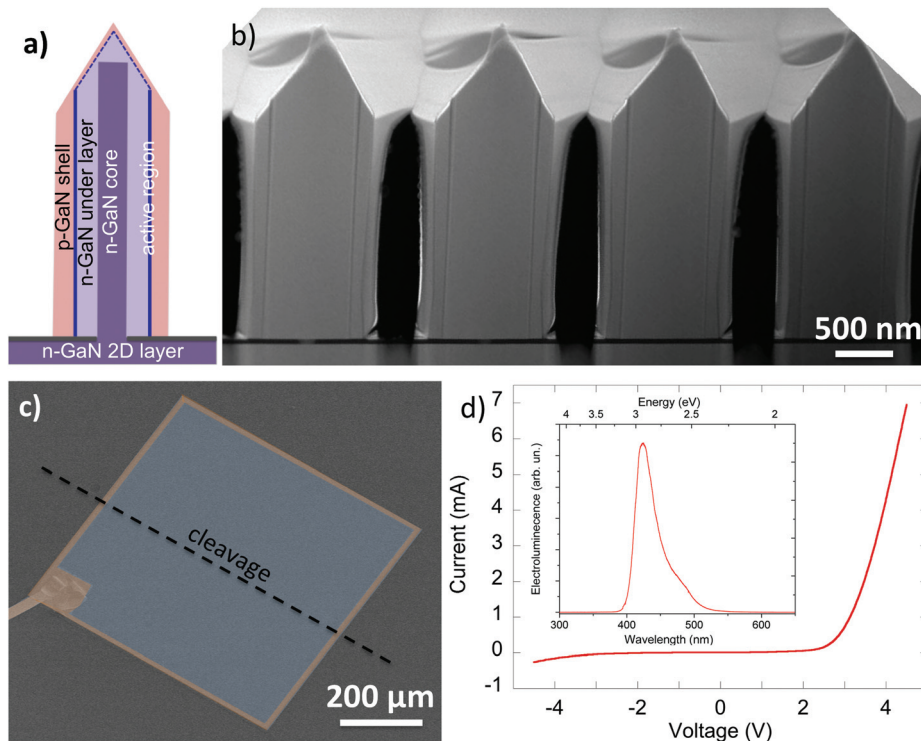 a)
p-GaN shell
n-GaN under layer
n-GaN core
active region
n-GaN 2D layer
b)
500 nm
c)
cleavage
200 µm
d)
Current (mA)
7
6
5
4
3
2
1
0
-1
-4 -2 0 2 4
Voltage (V)
Energy (eV)
4 3.5 3 2.5 2
Electroluminecence (arb. un.)
300 400 500 600
Wavelength (nm)